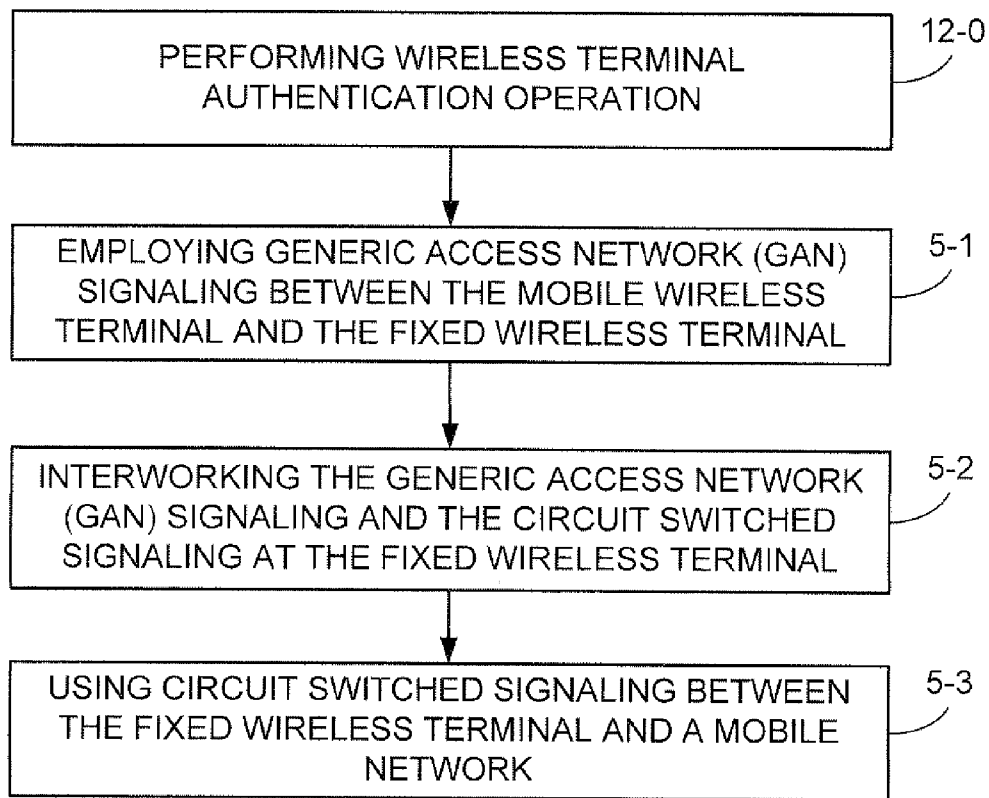 PERFORMING WIRELESS TERMINAL
AUTHENTICATION OPERATION
12-0
EMPLOYING GENERIC ACCESS NETWORK (GAN)
SIGNALING BETWEEN THE MOBILE WIRELESS
TERMINAL AND THE FIXED WIRELESS TERMINAL
5-1
INTERWORKING THE GENERIC ACCESS NETWORK
(GAN) SIGNALING AND THE CIRCUIT SWITCHED
SIGNALING AT THE FIXED WIRELESS TERMINAL
5-2
USING CIRCUIT SWITCHED SIGNALING BETWEEN
THE FIXED WIRELESS TERMINAL AND A MOBILE
NETWORK
5-3